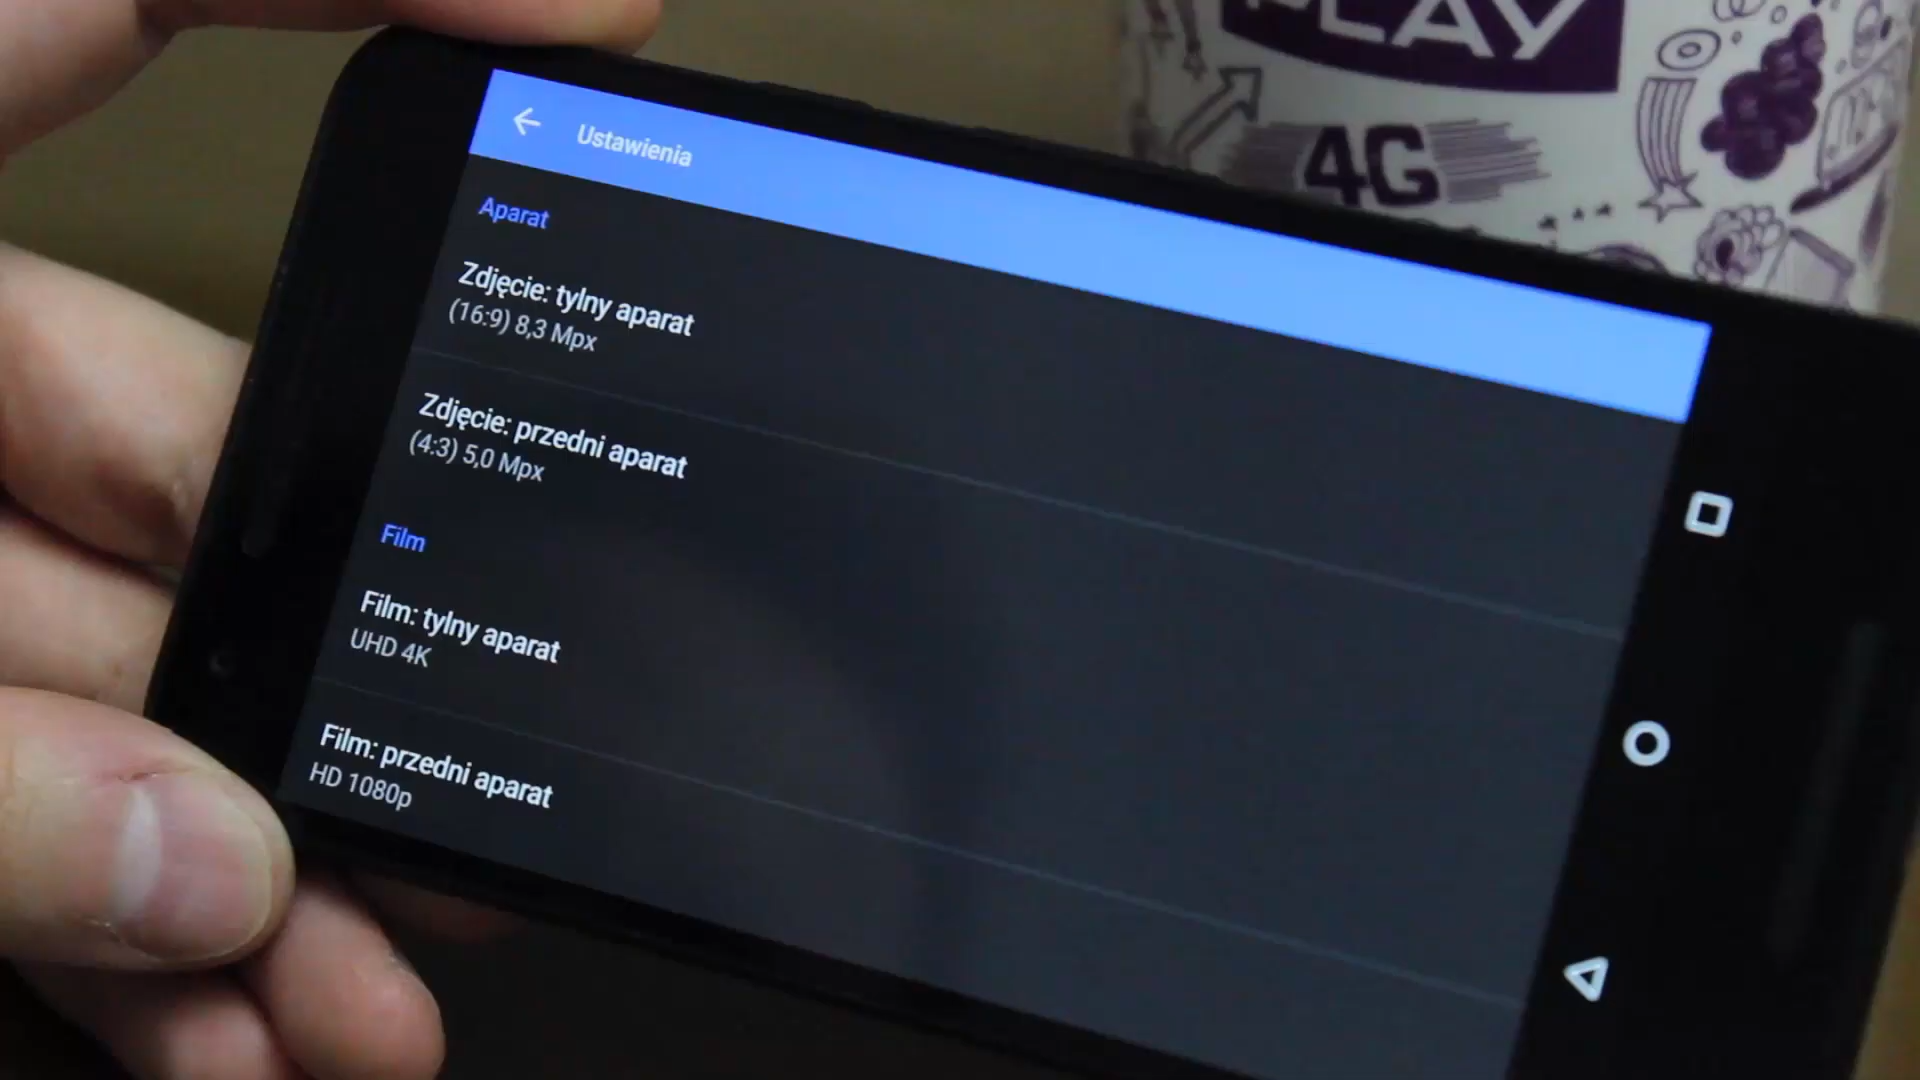 PLAY
4G
Ustawienia
Aparat
Zdjęcie: tylny aparat
(16:9) 8,3 Mpx
Zdjęcie: przedni aparat
(4:3) 5,0 Mpx
Film
Film: tylny aparat
UHD 4K
Film: przedni aparat
HD 1080p